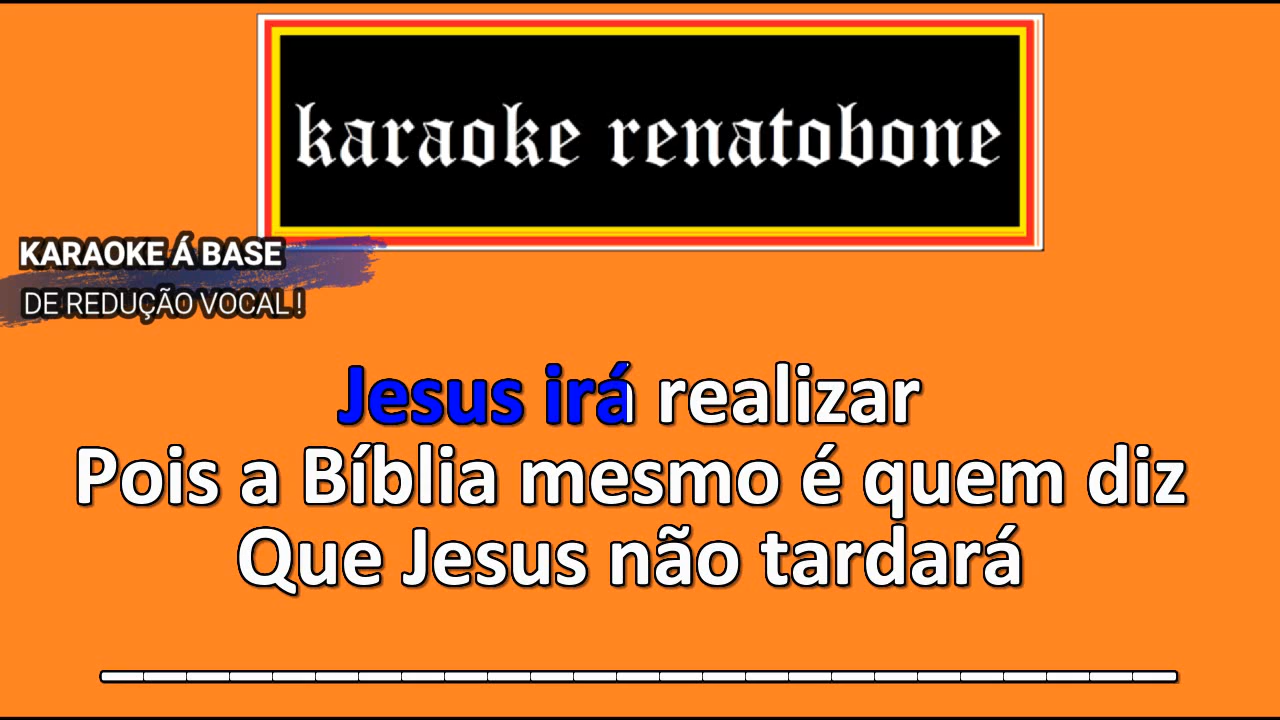 karaoke renatobone
KARAOKE Á BASE
DE REDUÇÃO VOCAL !
Jesus irá realizar
Pois a Bíblia mesmo é quem diz
Que Jesus não tardará